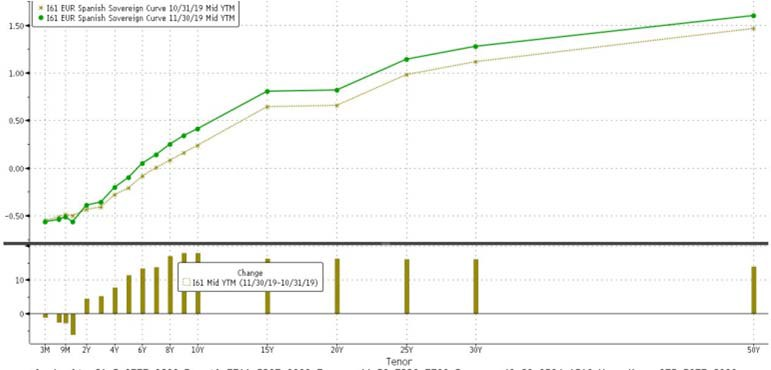 I61 EUR Spanish Sovereign Curve 10/31/19 Mid YTM
I61 EUR Spanish Sovereign Curve 11/30/19 Mid YTM
1.50
1.00
0.50
0.00
-0.50
Change
I61 Mid YTM (11/30/19-10/31/19)
10
0
3M 9M 2Y 4Y 6Y 8Y 10Y 15Y 20Y 25Y 30Y 50Y
Tenor